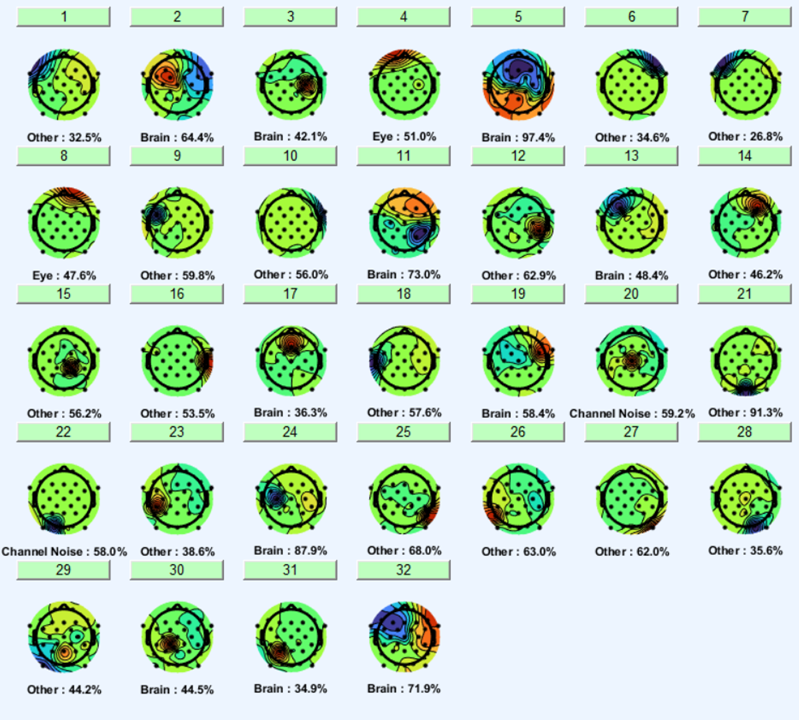 1 2 3 4 5 6 7
Other : 32.5% Brain : 64.4% Brain : 42.1% Eye : 51.0% Brain : 97.4% Other : 34.6% Other : 26.8%
8 9 10 11 12 13 14
Eye : 47.6% Other : 59.8% Other : 56.0% Brain : 73.0% Other : 62.9% Brain : 48.4% Other : 46.2%
15 16 17 18 19 20 21
Other : 56.2% Other : 53.5% Brain : 36.3% Other : 57.6% Brain : 58.4% Channel Noise : 59.2% Other : 91.3%
22 23 24 25 26 27 28
Channel Noise : 58.0% Other : 38.6% Brain : 87.9% Other : 68.0% Other : 63.0% Other : 62.0% Other : 35.6%
29 30 31 32
Other : 44.2% Brain : 44.5% Brain : 34.9% Brain : 71.9%